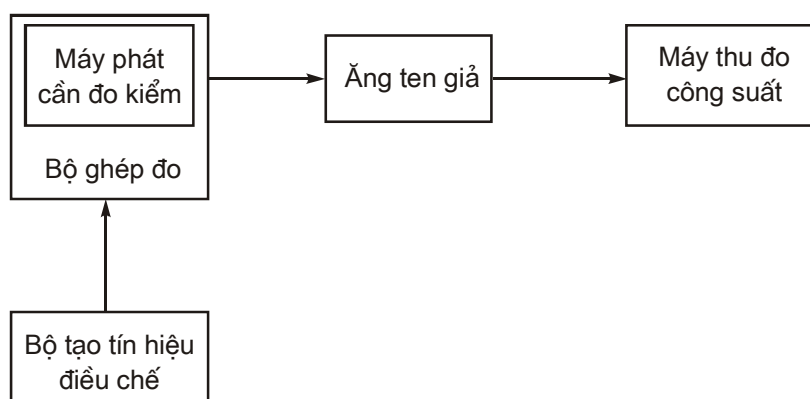 Máy phát
cần đo kiểm
Bộ ghép đo
Ăng ten giả
Máy thu đo
công suất
Bộ tạo tín hiệu
điều chế